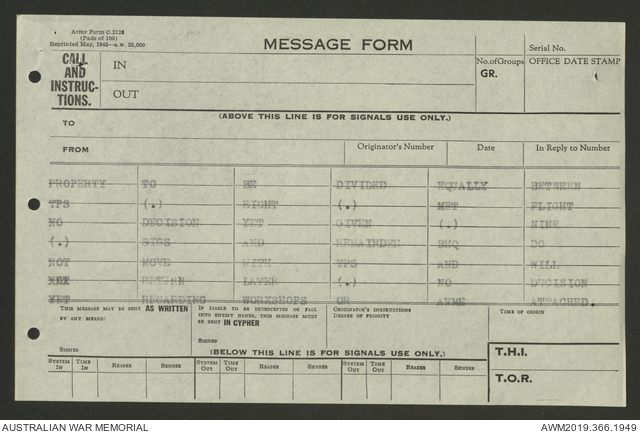 Army Form C.2128
(Pads of 100)
Reprinted May, 1942—a.w. 25,000
MESSAGE FORM
Serial No.
CALL AND INSTRUC-TIONS.
IN
OUT
No. of Groups
GR.
OFFICE DATE STAMP
(ABOVE THIS LINE IS FOR SIGNALS USE ONLY.)
TO
FROM
Originator's Number
Date
In Reply to Number
PROPERTY TO BE DIVIDED EQUALLY BETWEEN
TPS (.) EIGHT (.) MET FLIGHT
NO DECISION YET GIVEN (.) NINE
(.) SIGS AND REMAINDER DO
NOT MOVE WITH TPS AND WILL
RETURN LATER (.) NO DECISION
YET REGARDING WORKSHOPS OR ATTACHED.
THIS MESSAGE MAY BE SENT AS WRITTEN
BY ANY MEANS:
SIGNED
IF LIABLE TO BE INTERCEPTED OR FALL
INTO ENEMY HANDS, THIS MESSAGE MUST
BE SENT IN CYPHER
SIGNED
ORIGINATOR'S INSTRUCTIONS
DEGREE OF PRIORITY
TIME OF ORIGIN
(BELOW THIS LINE IS FOR SIGNALS USE ONLY.)
T.H.I.
T.O.R.
SYSTEM IN TIME IN READER SENDER SYSTEM OUT TIME OUT READER SENDER SYSTEM OUT TIME OUT READER SENDER
AUSTRALIAN WAR MEMORIAL
AWM2019.366.1949